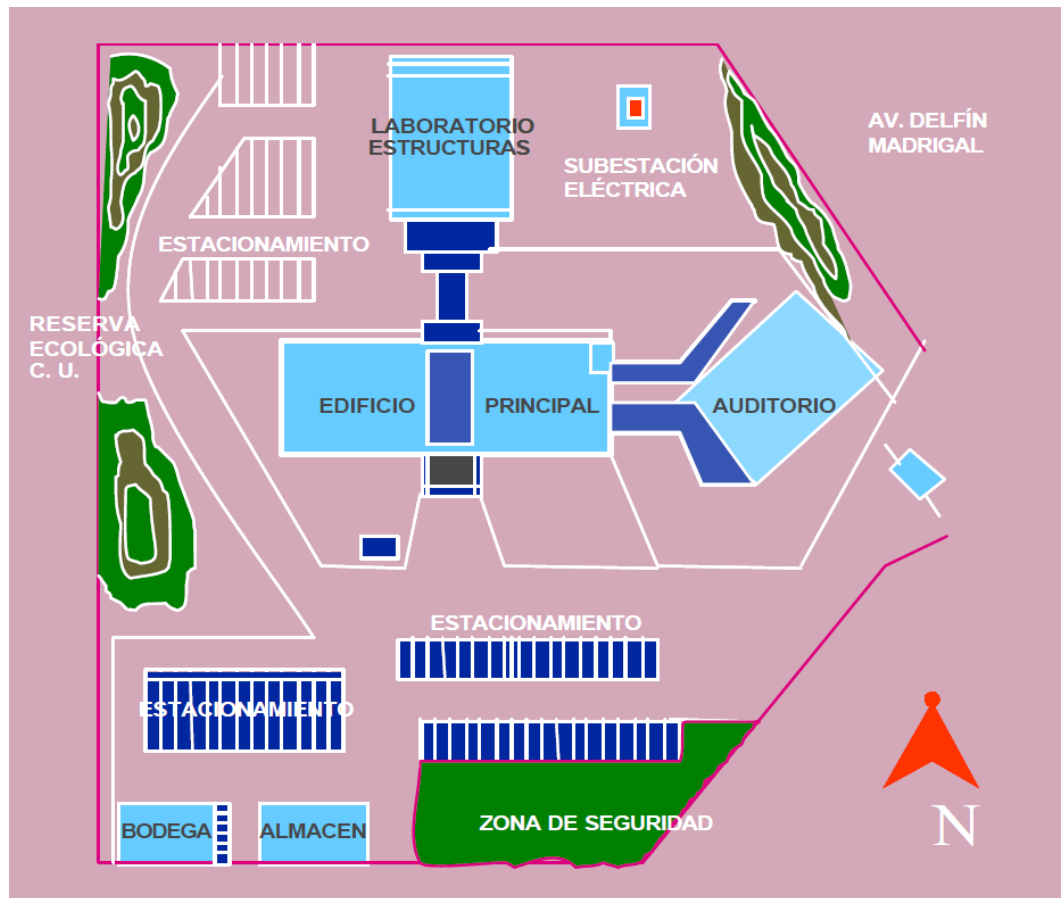 LABORATORIO
ESTRUCTURAS
AV. DELFÍN
MADRIGAL
SUBESTACIÓN
ELÉCTRICA
ESTACIONAMIENTO
RESERVA
ECOLÓGICA
C. U.
EDIFICIO PRINCIPAL AUDITORIO
ESTACIONAMIENTO
ESTACIONAMIENTO
BODEGA ALMACEN
ZONA DE SEGURIDAD
N